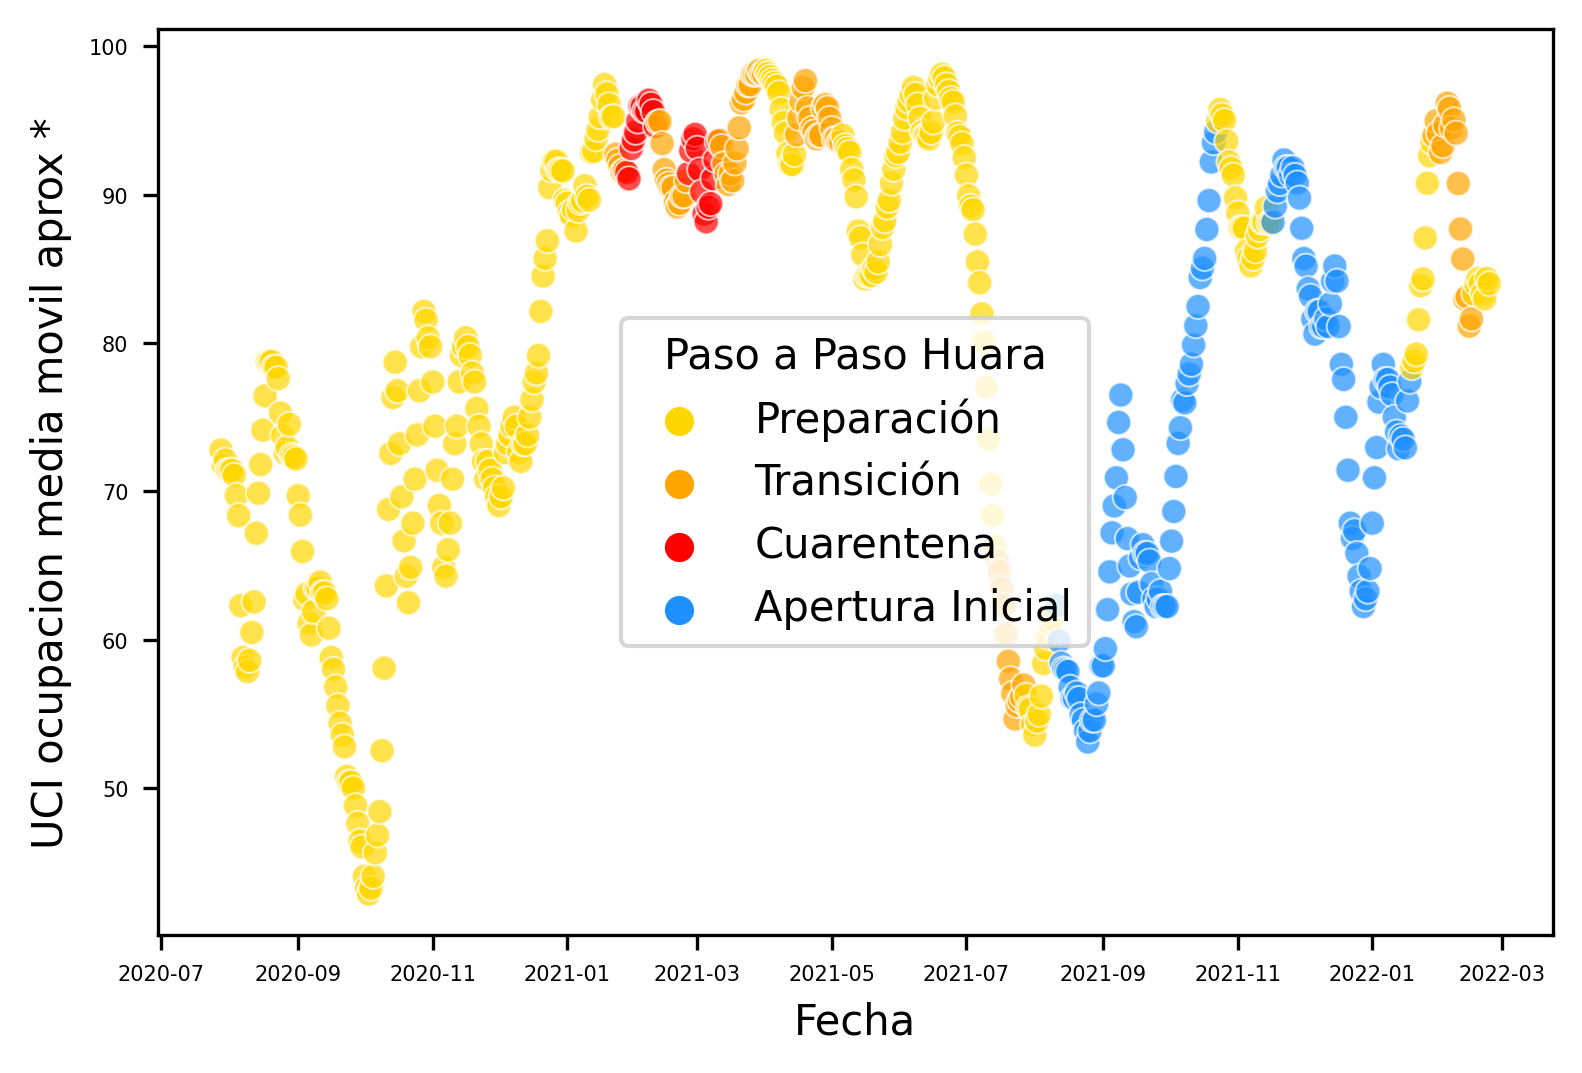 100
90
80
70
60
50
UCI ocupacion media movil aprox *
Paso a Paso Huara
Preparación
Transición
Cuarentena
Apertura Inicial
2020-07 2020-09 2020-11 2021-01 2021-03 2021-05 2021-07 2021-09 2021-11 2022-01 2022-03
Fecha